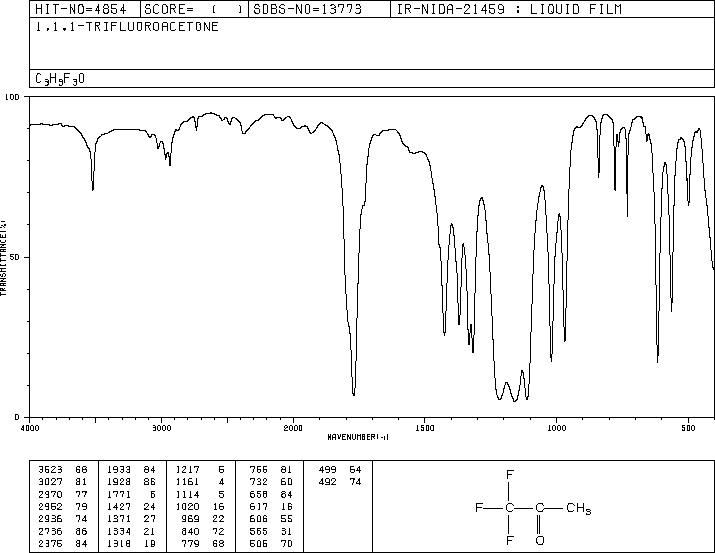 HIT-NO=4854 SCORE= ( ) SDBS-NO=13773 IR-NIDA-21459 : LIQUID FILM
1,1,1-TRIFLUOROACETONE
C3H3F3O
100
50
0
TRANSMITTANCE(%)
4000 3000 2000 1500 1000 500
WAVENUMBER(-1)
3523 68 1933 84 1217 5 766 81 499 64
3027 81 1928 86 1161 4 732 60 492 74
2970 77 1771 6 1114 5 658 84
2952 79 1427 24 1020 16 617 16
2936 74 1371 27 969 22 606 55
2736 86 1334 21 840 72 565 31
2375 84 1318 19 779 68 506 70
F
F C C CH3
F O